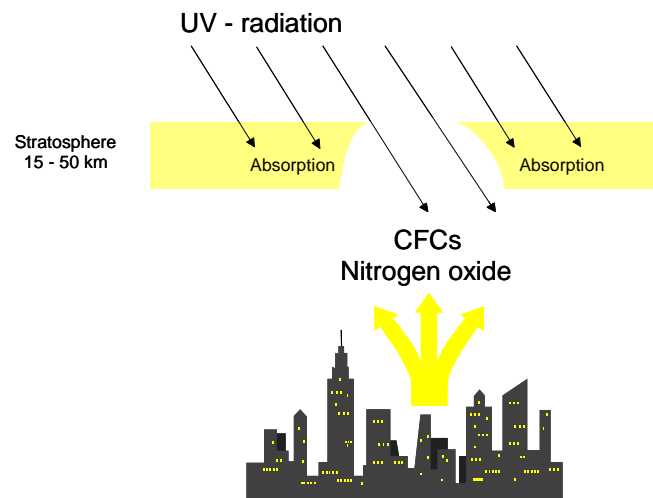 UV - radiation
Stratosphere
15 - 50 km
Absorption
Absorption
CFCs
Nitrogen oxide